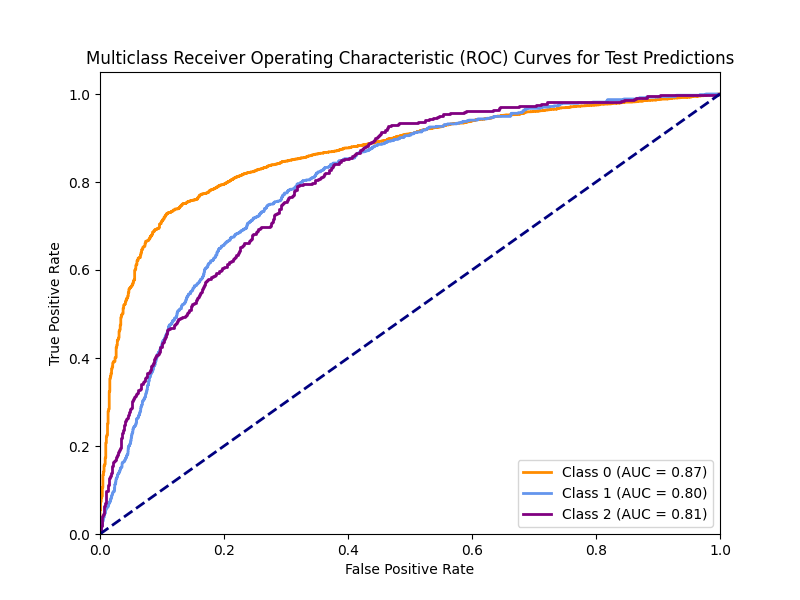 Multiclass Receiver Operating Characteristic (ROC) Curves for Test Predictions
True Positive Rate
1.0
0.8
0.6
0.4
0.2
0.0
0.0 0.2 0.4 0.6 0.8 1.0
False Positive Rate
Class 0 (AUC = 0.87)
Class 1 (AUC = 0.80)
Class 2 (AUC = 0.81)